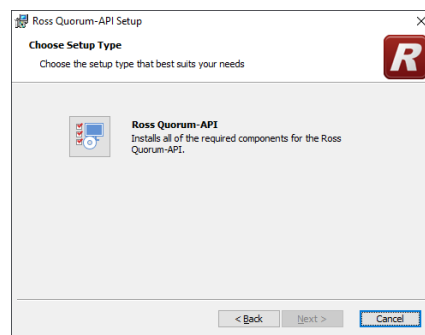 Ross Quorum-API Setup
Choose Setup Type
Choose the setup type that best suits your needs
R
Ross Quorum-API
Installs all of the required components for the Ross
Quorum-API.
< Back
Next >
Cancel